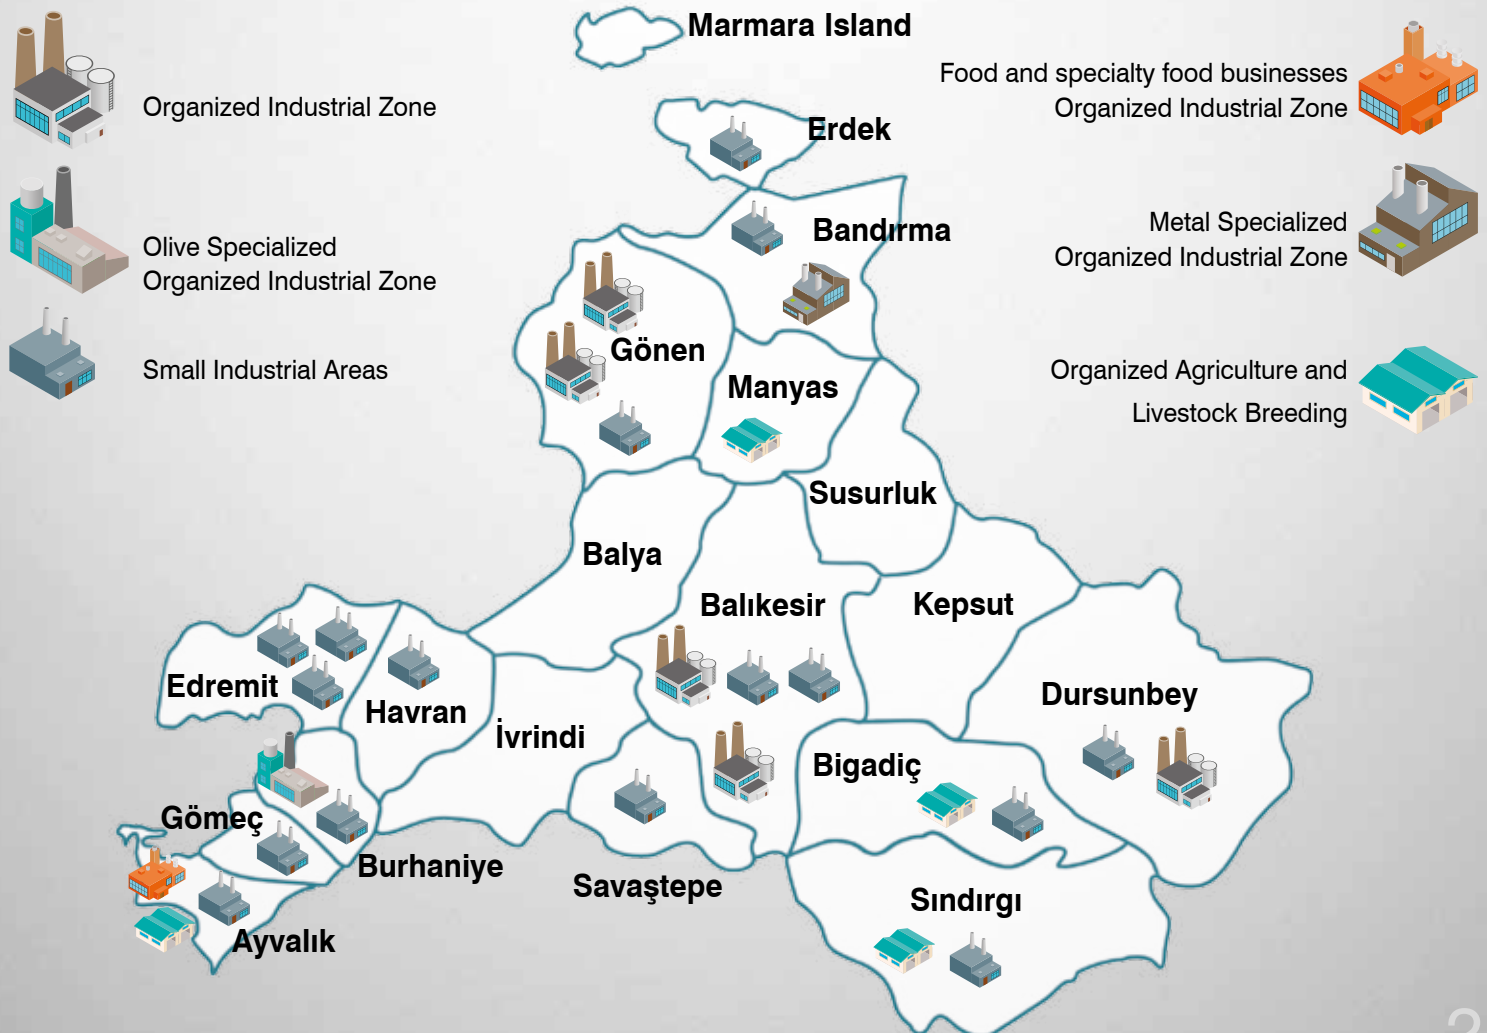 Organized Industrial Zone
Olive Specialized
Organized Industrial Zone
Small Industrial Areas
Food and specialty food businesses
Organized Industrial Zone
Metal Specialized
Organized Industrial Zone
Organized Agriculture and
Livestock Breeding
Marmara Island
Erdek
Bandırma
Gönen
Manyas
Susurluk
Balya
Balıkesir
Kepsut
Edremit
Havran
İvrindi
Dursunbey
Bigadiç
Gömeç
Burhaniye
Savaştepe
Sındırgı
Ayvalık